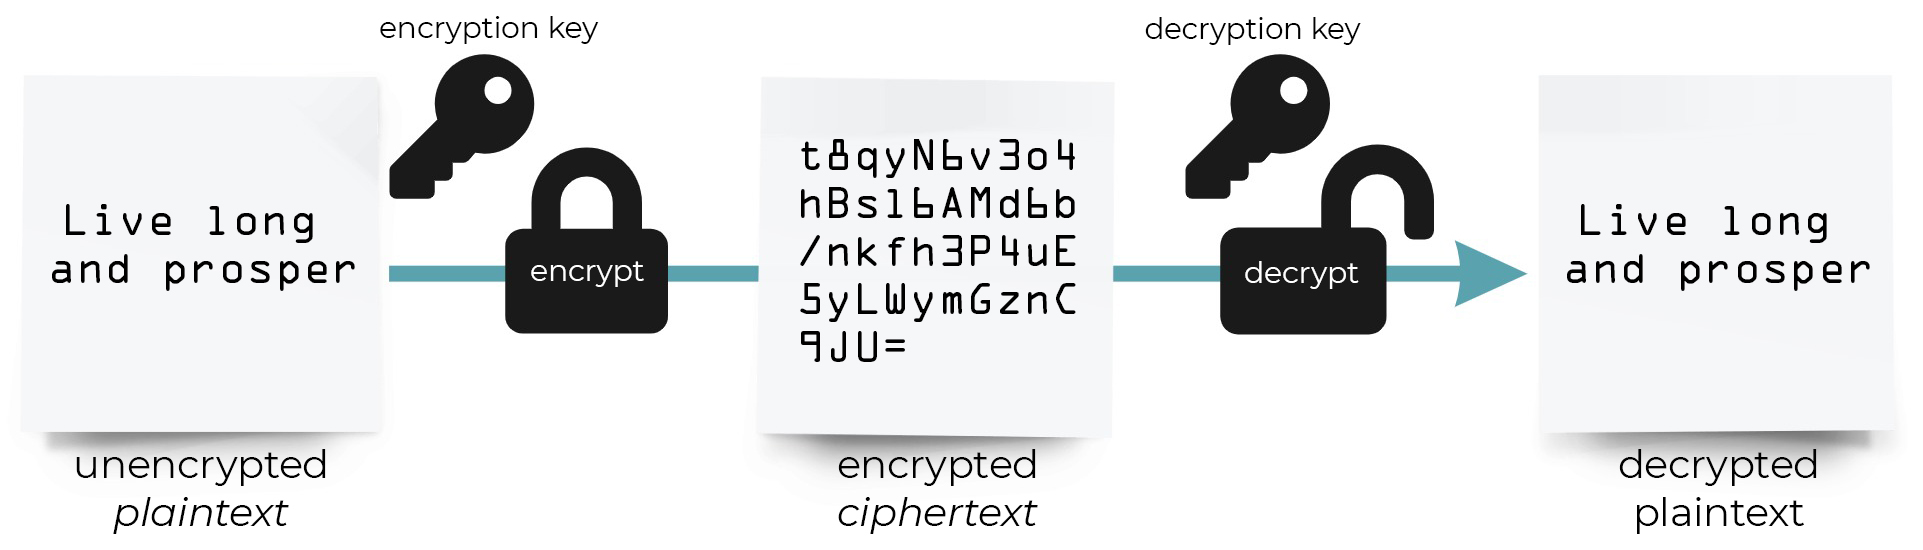 encryption key
decryption key
Live long
and prosper
encrypt
t8qyN6v3o4
hBsl6AMd6b
/nkfh3P4uE
5yLWymGznC
9JU=
decrypt
Live long
and prosper
unencrypted
plaintext
encrypted
ciphertext
decrypted
plaintext